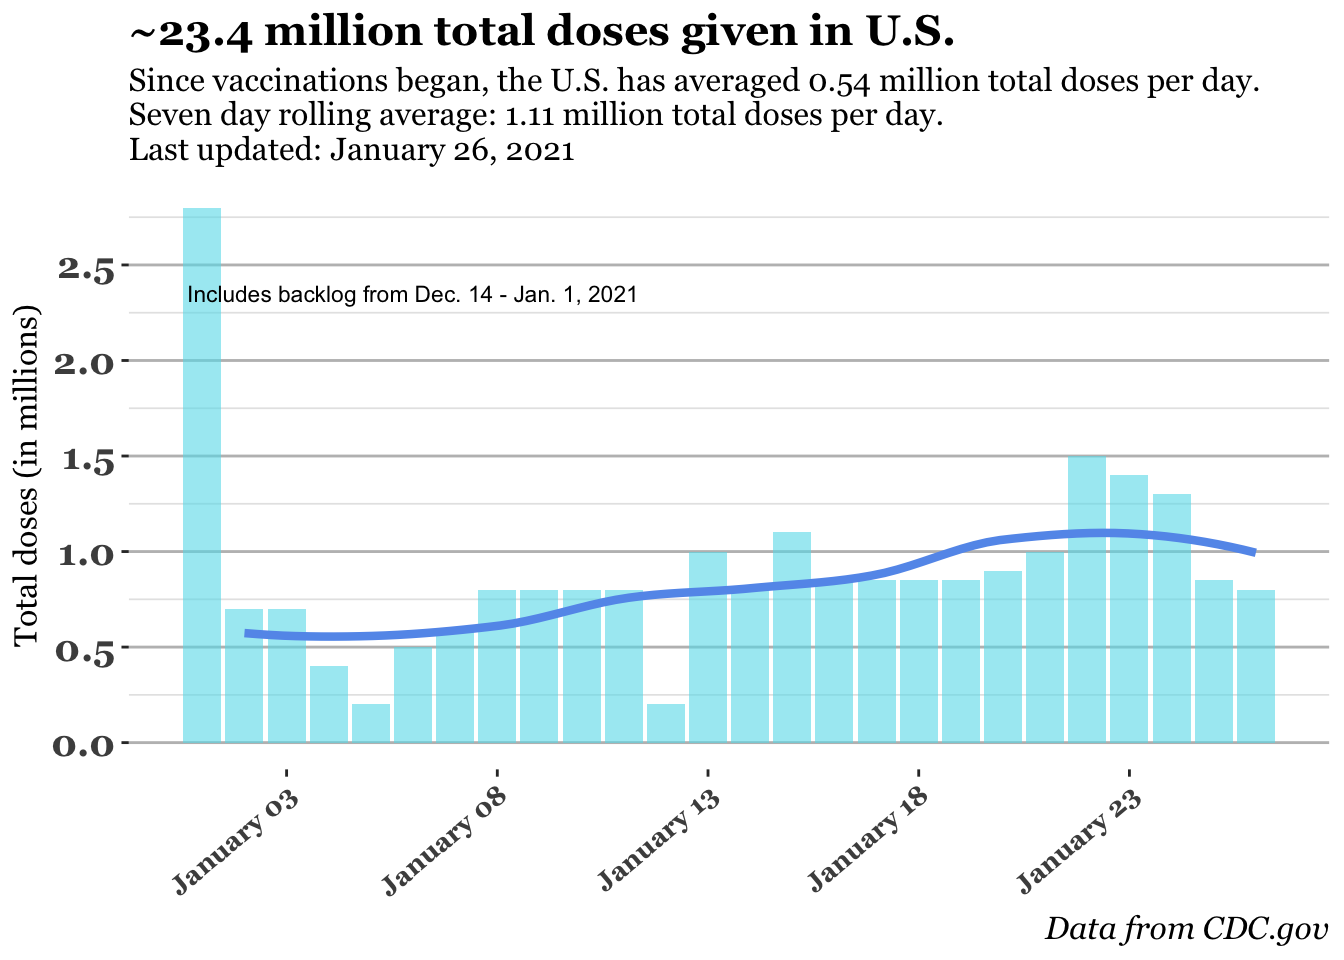 ~23.4 million total doses given in U.S.
Since vaccinations began, the U.S. has averaged 0.54 million total doses per day.
Seven day rolling average: 1.11 million total doses per day.
Last updated: January 26, 2021
Total doses (in millions)
2.5
2.0
1.5
1.0
0.5
0.0
Includes backlog from Dec. 14 - Jan. 1, 2021
January 03
January 08
January 13
January 18
January 23
Data from CDC.gov